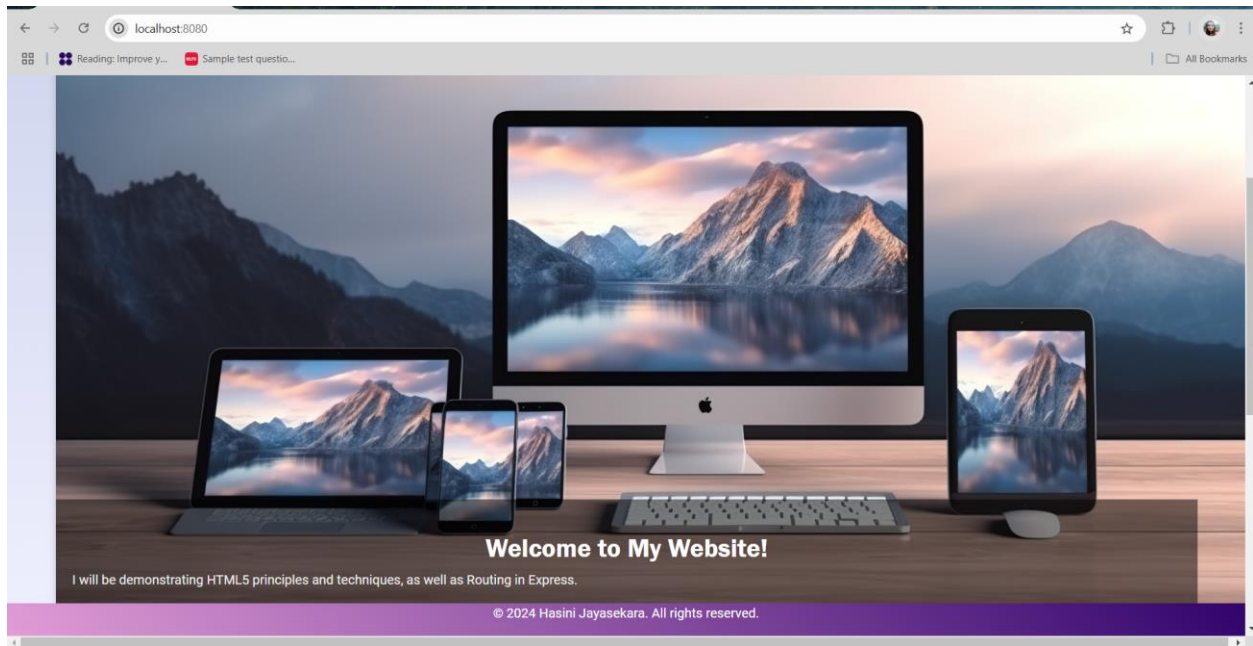 localhost:8080
Reading: Improve y... Sample test questio... All Bookmarks
Welcome to My Website!
I will be demonstrating HTML5 principles and techniques, as well as Routing in Express.
© 2024 Hasini Jayasekara. All rights reserved.